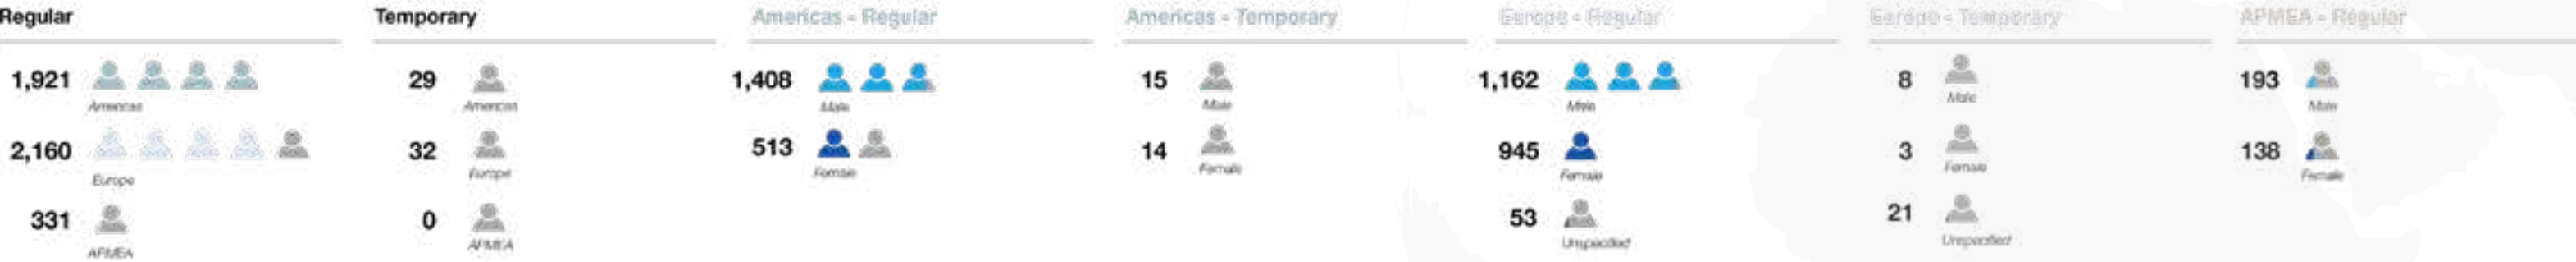 Regular
1,921
Americas
2,160
Europe
331
APMEA
Temporary
29
Americas
32
Europe
0
APMEA
Americas - Regular
1,408
Male
513
Female
Americas - Temporary
15
Male
14
Female
Europe - Regular
1,162
Male
945
Female
53
Unspecified
Europe - Temporary
8
Male
3
Female
21
Unspecified
APMEA - Regular
193
Male
138
Female